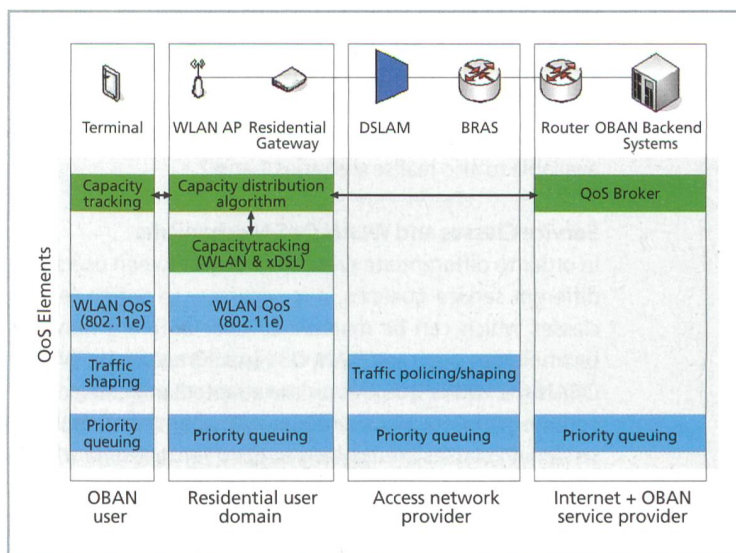 Terminal
WLAN AP
Residential
Gateway
DSLAM
BRAS
Router
OBAN Backend
Systems
QoS Elements
Capacity
tracking
Capacity distribution
algorithm
QoS Broker
Capacitytracking
(WLAN & xDSL)
WLAN QoS
(802.11e)
WLAN QoS
(802.11e)
Traffic
shaping
Traffic policing/shaping
Priority
queuing
Priority queuing
Priority queuing
Priority queuing
OBAN
user
Residential user
domain
Access network
provider
Internet + OBAN
service provider